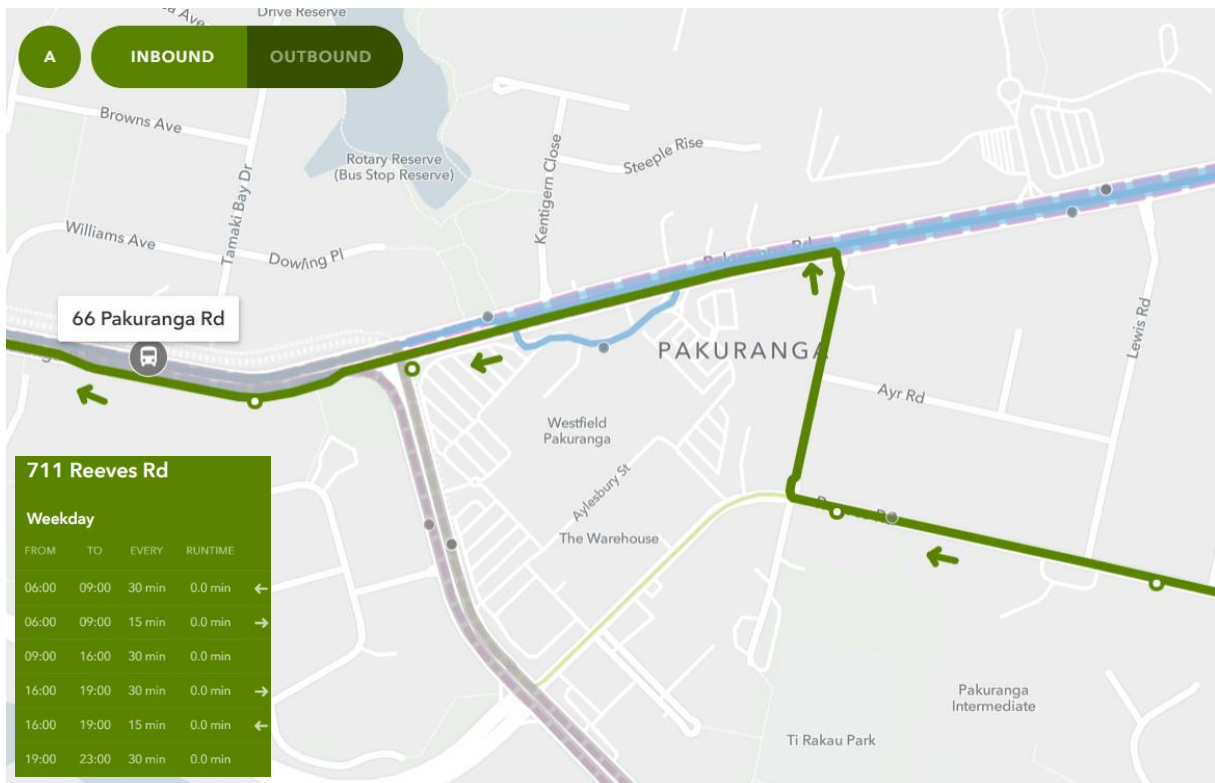 Drive Reserve
Ave
A
INBOUND
OUTBOUND
Browns Ave
Rotary Reserve
(Bus Stop Reserve)
Tamaki Bay Dr
Kentigern Close
Steeple Rise
Williams Ave
Dowling Pl
Pakuranga Rd
66 Pakuranga Rd
PAKURANGA
Lewis Rd
Ayr Rd
Westfield
Pakuranga
Aylesbury St
The Warehouse
Rd
711 Reeves Rd
Weekday
FROM TO EVERY RUNTIME
06:00 09:00 30 min 0.0 min ←
06:00 09:00 15 min 0.0 min →
09:00 16:00 30 min 0.0 min
16:00 19:00 30 min 0.0 min →
16:00 19:00 15 min 0.0 min ←
19:00 23:00 30 min 0.0 min
Pakuranga
Intermediate
Ti Rakau Park